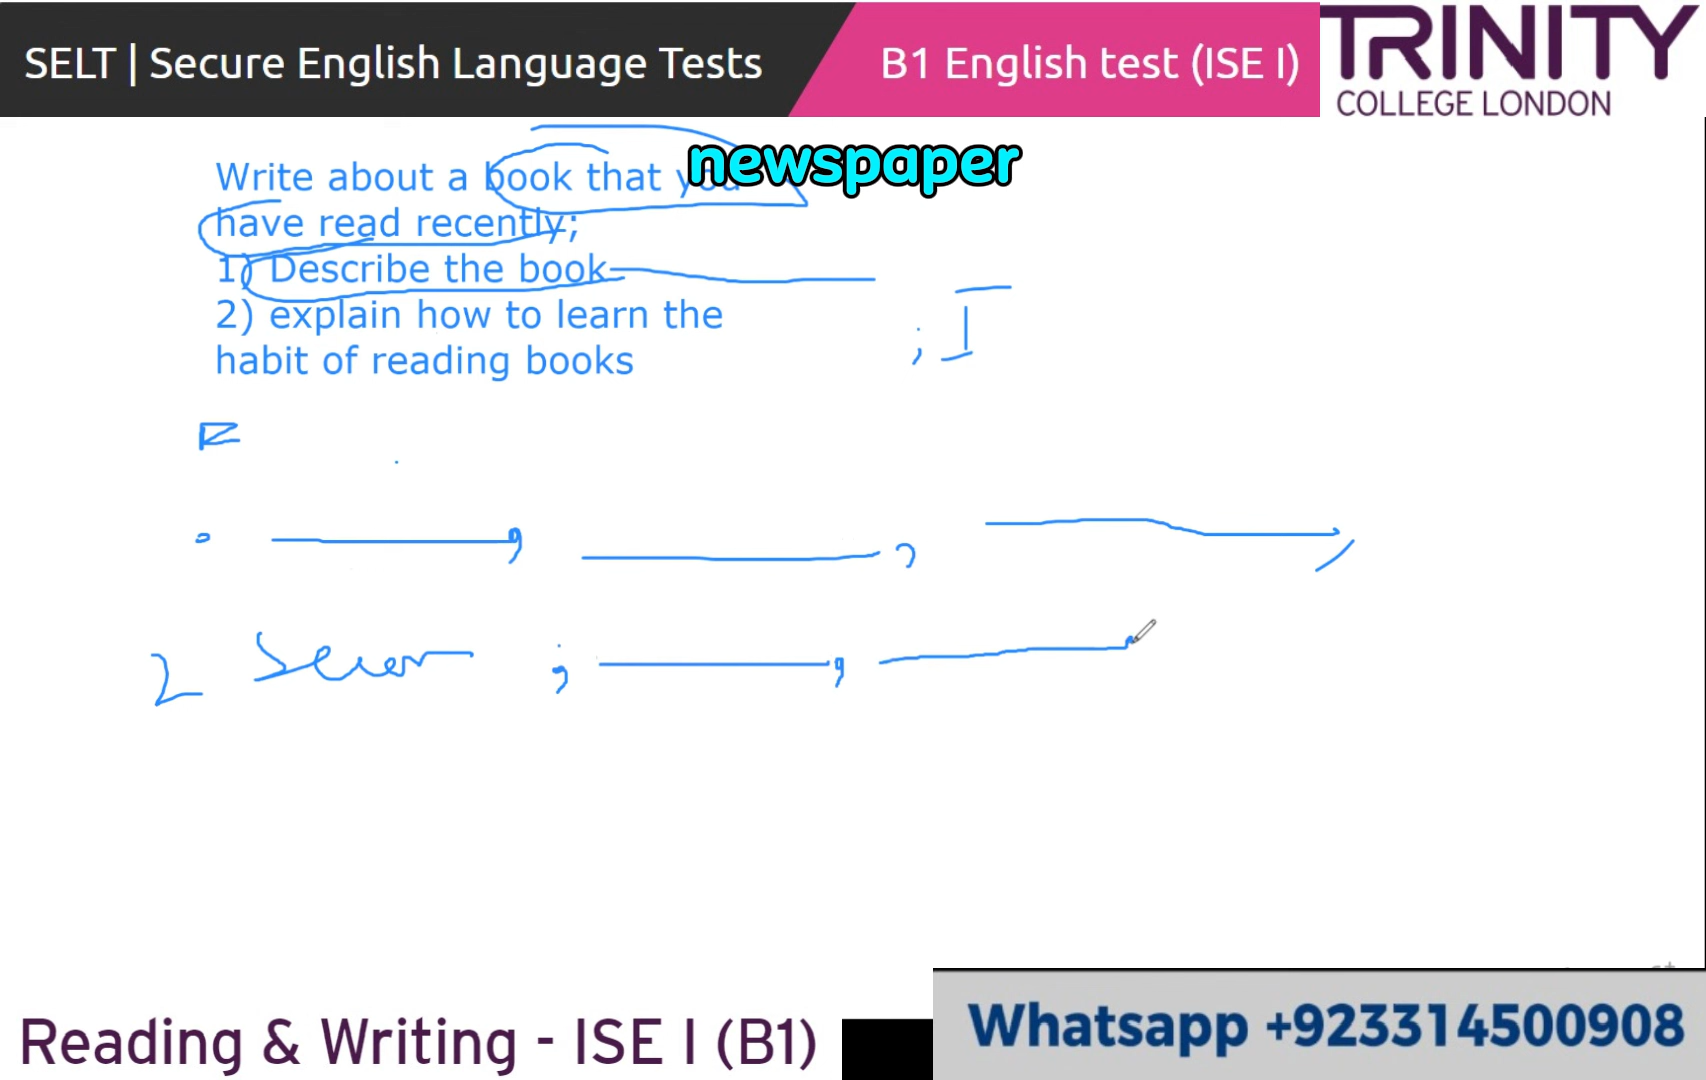 SELT | Secure English Language Tests
B1 English test (ISE I)
TRINITY
COLLEGE LONDON
newspaper
Write about a book that you
have read recently;
1) Describe the book
2) explain how to learn the
habit of reading books
; I
2
Reading & Writing - ISE I (B1)
Whatsapp +923314500908